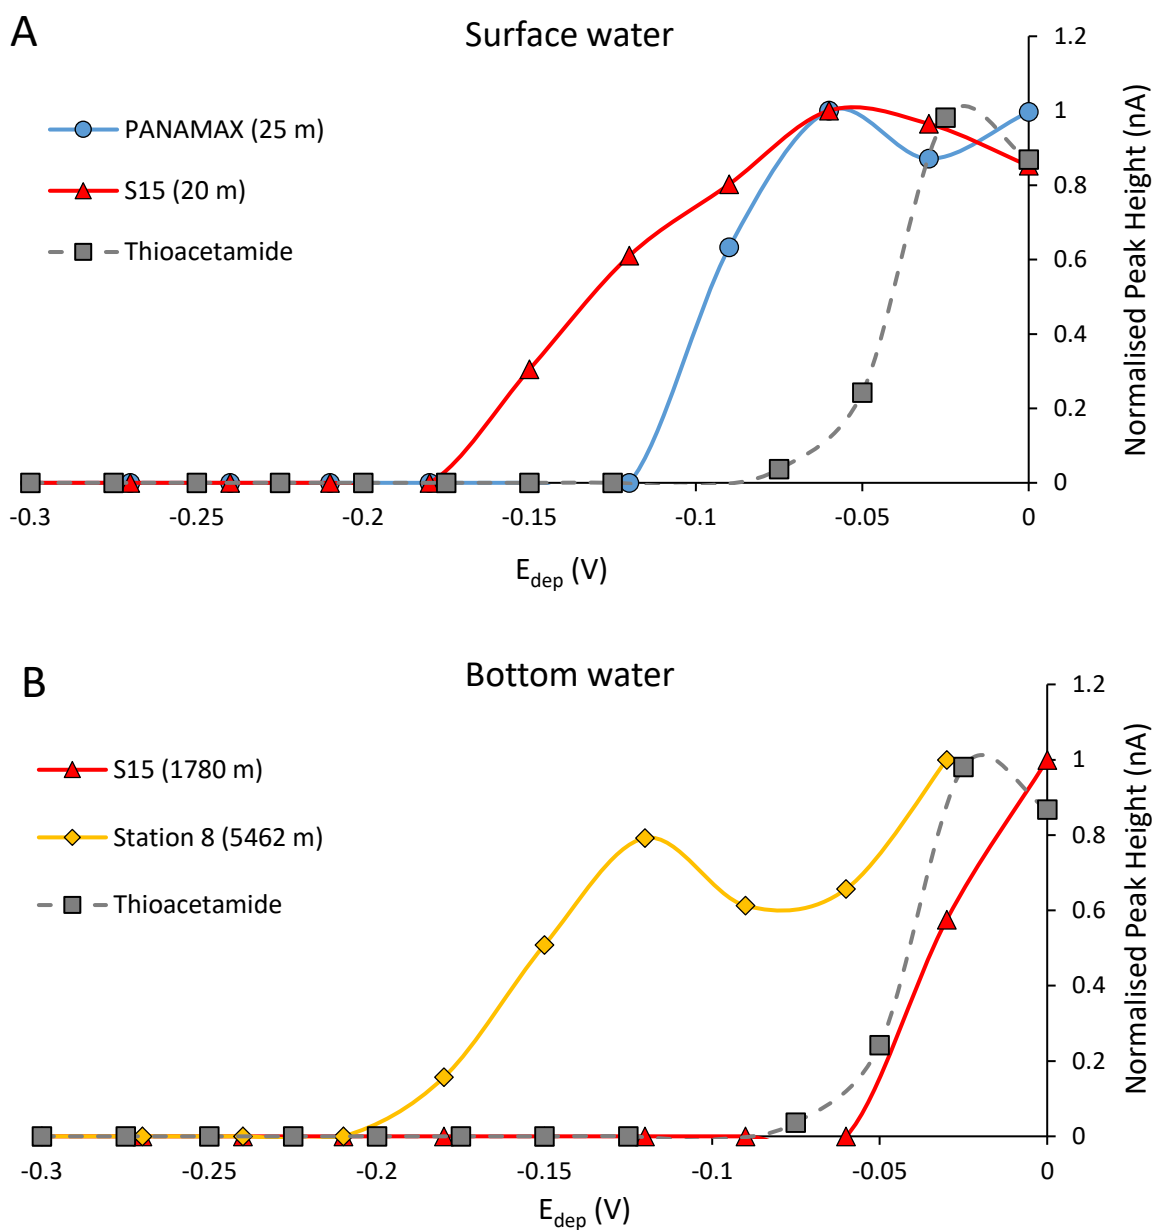 A
Surface water
PANAMAX (25 m)
S15 (20 m)
Thioacetamide
1.2
1
0.8
0.6
0.4
0.2
0
Normalised Peak Height (nA)
-0.3 -0.25 -0.2 -0.15 -0.1 -0.05 0
Edep (V)
B
Bottom water
S15 (1780 m)
Station 8 (5462 m)
Thioacetamide
1.2
1
0.8
0.6
0.4
0.2
0
Normalised Peak Height (nA)
-0.3 -0.25 -0.2 -0.15 -0.1 -0.05 0
Edep (V)